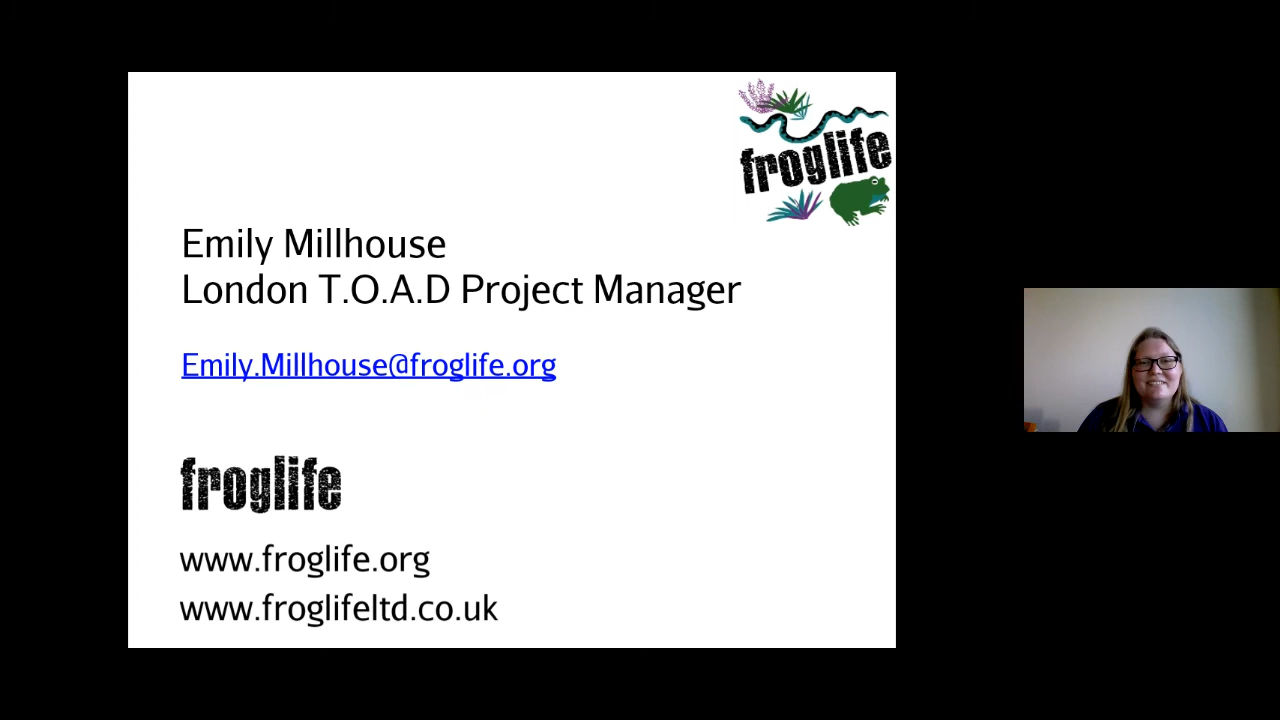 froglife
Emily Millhouse
London T.O.A.D Project Manager
Emily.Millhouse@froglife.org
froglife
www.froglife.org
www.froglifeltd.co.uk